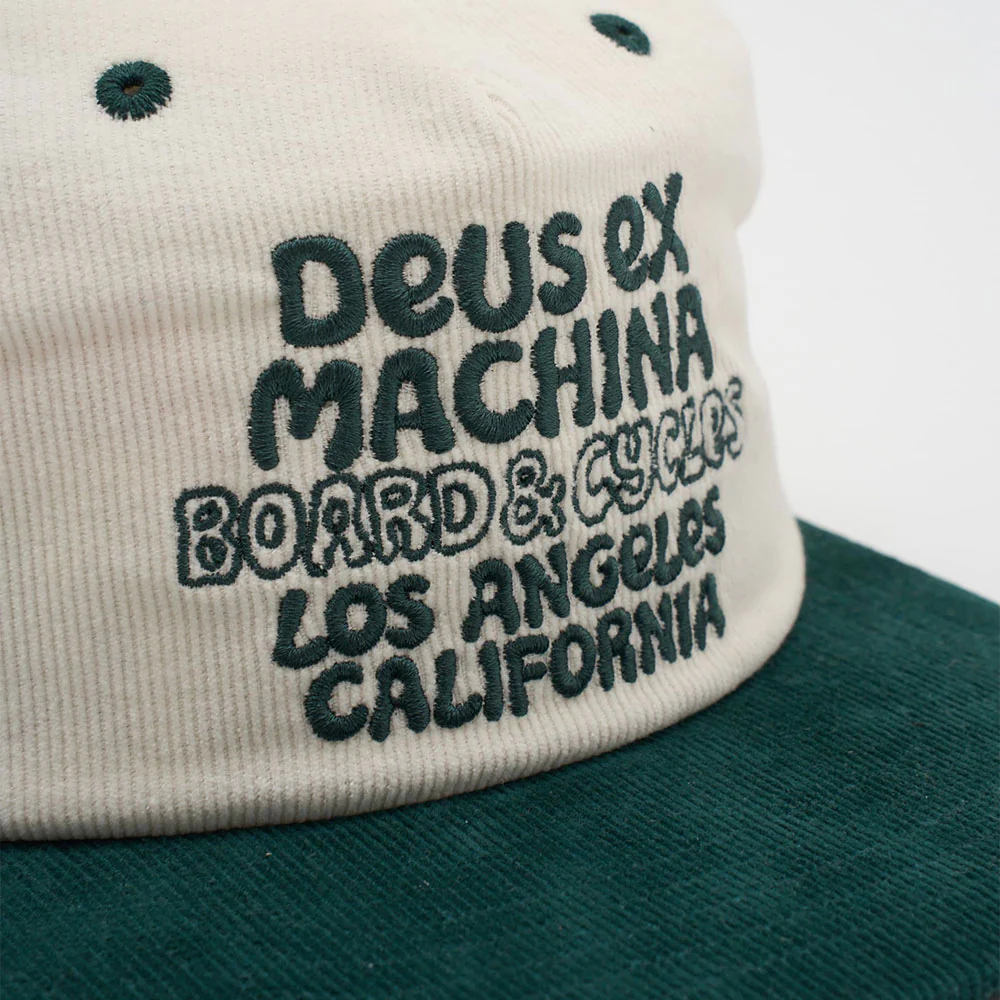 DeUS eX
MACHINA
BOARD & CYCLeS
LOS ANGeLeS
CALIFORNIA